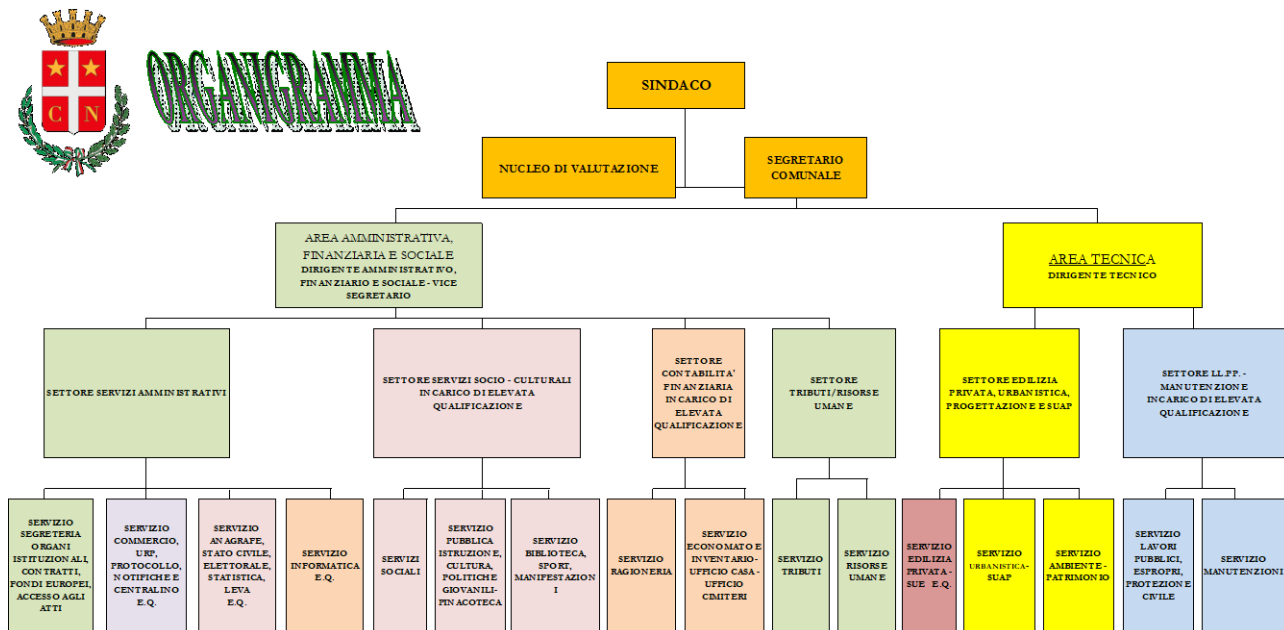 C N
ORGANIGRAMMA
SINDACO
NUCLEO DI VALUTAZIONE
SEGRETARIO
COMUNALE
AREA AMMINISTRATIVA,
FINANZIARIA E SOCIALE
DIRIGENTE AMMINISTRATIVO,
FINANZIARIO E SOCIALE - VICE
SEGRETARIO
AREA TECNICA
DIRIGENTE TECNICO
SETTORE SERVIZI AMMINISTRATIVI
SETTORE SERVIZI SOCIO - CULTURALI
INCARICO DI ELEVATA
QUALIFICAZIONE
SETTORE
CONTABILITA'
FINANZIARIA
INCARICO DI
ELEVATA
QUALIFICAZIONE
SETTORE
TRIBUTI/RISORSE
UMANE
SETTORE EDILIZIA
PRIVATA, URBANISTICA,
PROGETTAZIONE E SUAP
SETTORE LL.PP. -
MANUTENZIONE
INCARICO DI ELEVATA
QUALIFICAZIONE
SERVIZIO
SEGRETERIA
ORGANI
ISTITUZIONALI,
CONTRATTI,
FONDI EUROPEI,
ACCESSO AGLI
ATTI
SERVIZIO
COMMERCIO,
URP,
PROTOCOLLO,
NOTIFICHE E
CENTRALINO
E.Q.
SERVIZIO
ANAGRAFE,
STATO CIVILE,
ELETTORALE,
STATISTICA,
LEVA
E.Q.
SERVIZIO
INFORMATICA
E.Q.
SERVIZI
SOCIALI
SERVIZIO
PUBBLICA
ISTRUZIONE,
CULTURA,
POLITICHE
GIOVANILI-
PINACOTECA
SERVIZIO
BIBLIOTECA,
SPORT,
MANIFESTAZION
I
SERVIZIO
RAGIONERIA
SERVIZIO
ECONOMATO E
INVENTARIO-
UFFICIO CASA -
UFFICIO
CIMITERI
SERVIZIO
TRIBUTI
SERVIZIO
RISORSE
UMANE
SERVIZIO
EDILIZIA
PRIVATA -
SUE E.Q.
SERVIZIO
URBANISTICA-
SUAP
SERVIZIO
AMBIENTE -
PATRIMONIO
SERVIZIO
LAVORI
PUBBLICI,
ESPROPRI,
PROTEZIONE
CIVILE
SERVIZIO
MANUTENZIONI